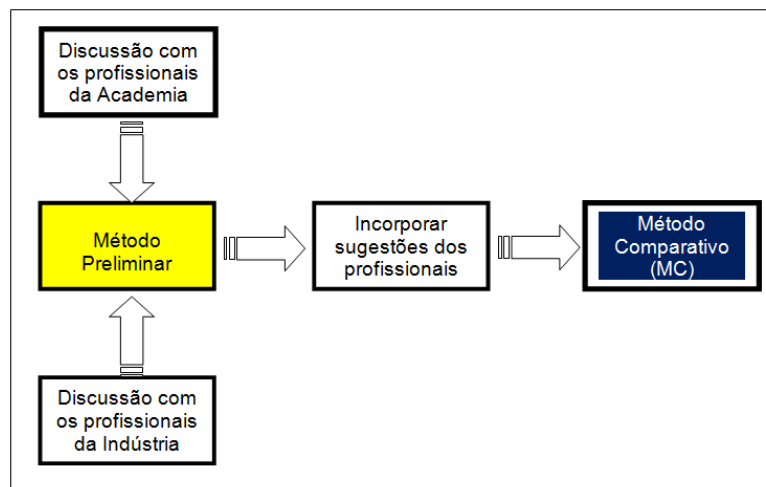 Discussão com
os profissionais
da Academia
Método
Preliminar
Incorporar
sugestões dos
profissionais
Método
Comparativo
(MC)
Discussão com
os profissionais
da Indústria